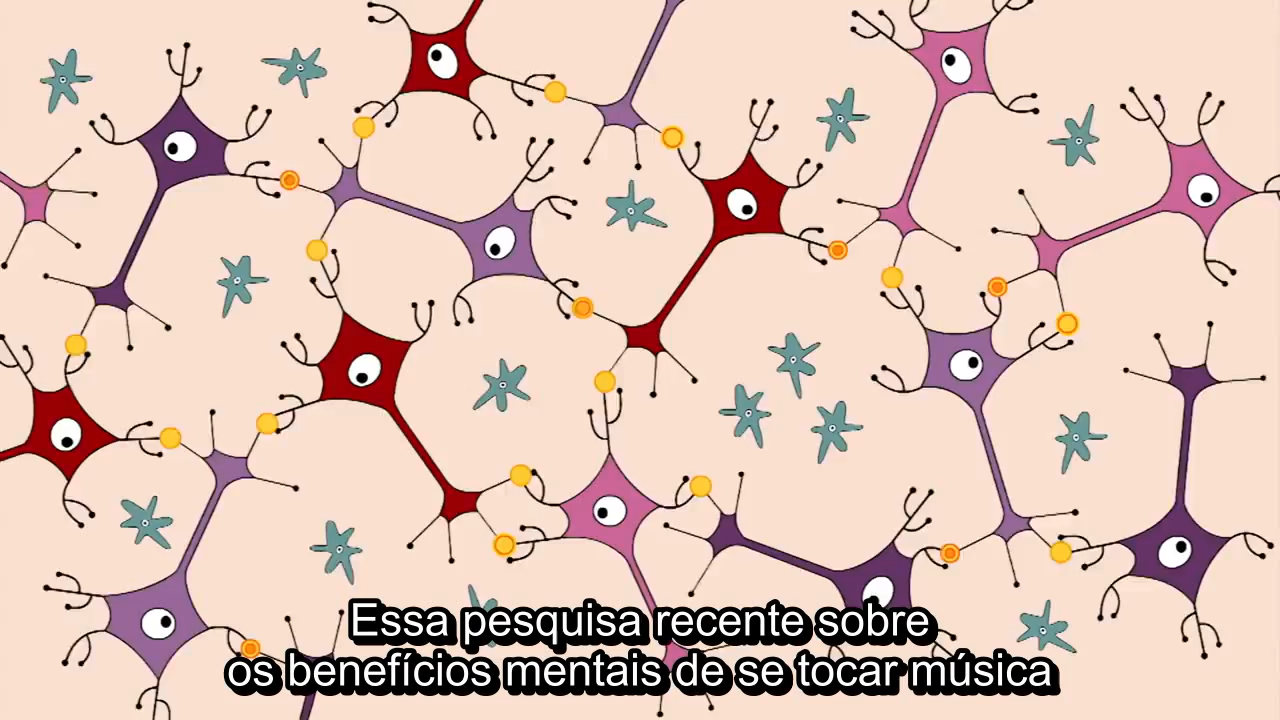 Essa pesquisa recente sobre
os benefícios mentais de se tocar música